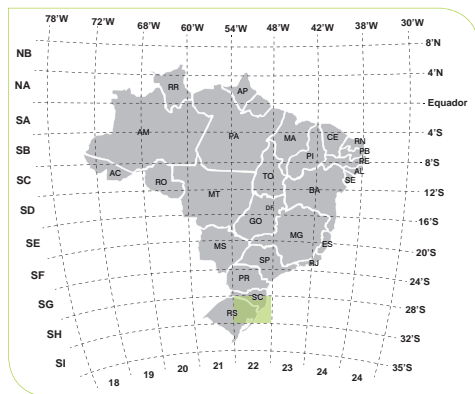 78'W 72'W 68'W 66'W 60'W 54'W 48'W 42'W 36'W 30'W
NB 8'N
NA 4'N
RR AP
Equador
SA
AM PA MA CE RN 4'S
SB PI PB
PE
AC TO AL 8'S
SC RO SE
MT BA 12'S
SD DF
GO 16'S
SE MS MG ES
SP RJ 20'S
SF PR 24'S
SG SC
RS 28'S
SH
32'S
SI
35'S
18 19 20 21 22 23 24 24